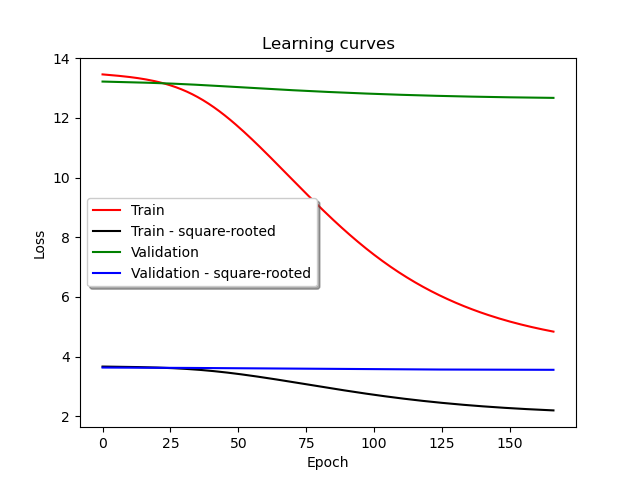 Learning curves
14
12
10
8
6
4
2
Loss
Train
Train - square-rooted
Validation
Validation - square-rooted
0 25 50 75 100 125 150
Epoch